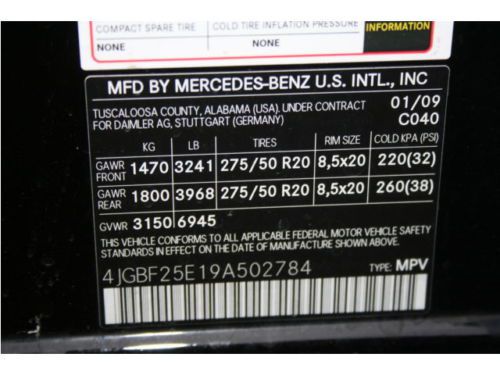 COMPACT SPARE TIRE COLD TIRE INFLATION PRESSURE
INFORMATION
NONE NONE
MFD BY MERCEDES-BENZ U.S. INTL., INC
TUSCALOOSA COUNTY, ALABAMA (USA). UNDER CONTRACT 01/09
FOR DAIMLER AG, STUTTGART (GERMANY) C040
KG LB TIRES RIM SIZE COLD KPA (PSI)
GAWR FRONT 1470 3241 275/50 R20 8,5x20 220(32)
GAWR REAR 1800 3968 275/50 R20 8,5x20 260(38)
GVWR 3150 6945
THIS VEHICLE CONFORMS TO ALL APPLICABLE FEDERAL MOTOR VEHICLE SAFETY
STANDARDS IN EFFECT ON THE DATE OF MANUFACTURE SHOWN ABOVE.
4JGBF25E19A502784 TYPE: MPV